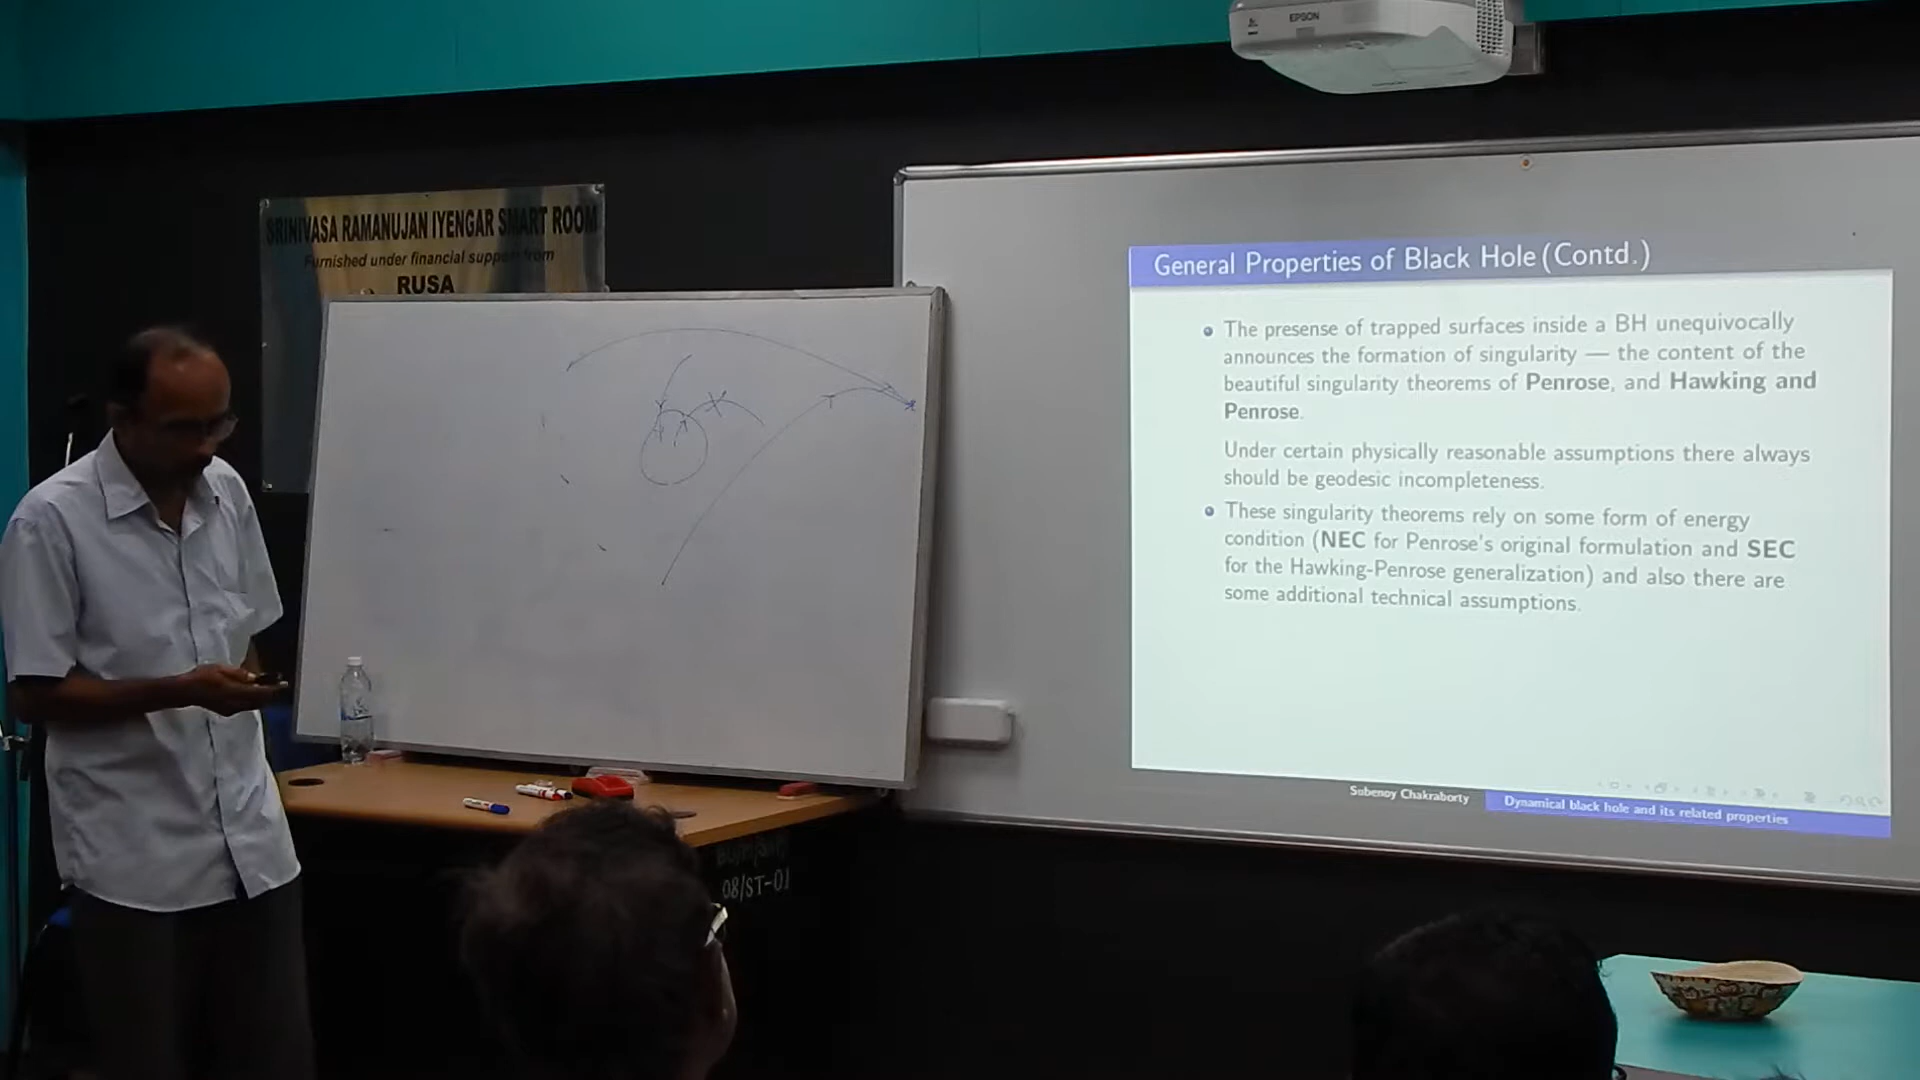 EPSON
SRINIVASA RAMANUJAN IYENGAR SMART ROOM
Furnished under financial support from
RUSA
General Properties of Black Hole (Contd.)
The presense of trapped surfaces inside a BH unequivocally
announces the formation of singularity — the content of the
beautiful singularity theorems of Penrose, and Hawking and
Penrose.
Under certain physically reasonable assumptions there always
should be geodesic incompleteness.
These singularity theorems rely on some form of energy
condition (NEC for Penrose's original formulation and SEC
for the Hawking-Penrose generalization) and also there are
some additional technical assumptions.
Subenoy Chakraborty
Dynamical black hole and its related properties
08/ST-01